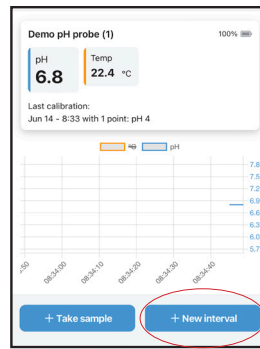 Demo pH probe (1) 100%
pH
6.8
Temp
22.4 °C
Last calibration:
Jun 14 - 8:33 with 1 point: pH 4
°C pH
7.8
7.5
7.2
6.9
6.6
6.3
6.0
5.7
:50 08:34:00 08:34:10 08:34:20 08:34:30 08:34:40
+ Take sample + New interval